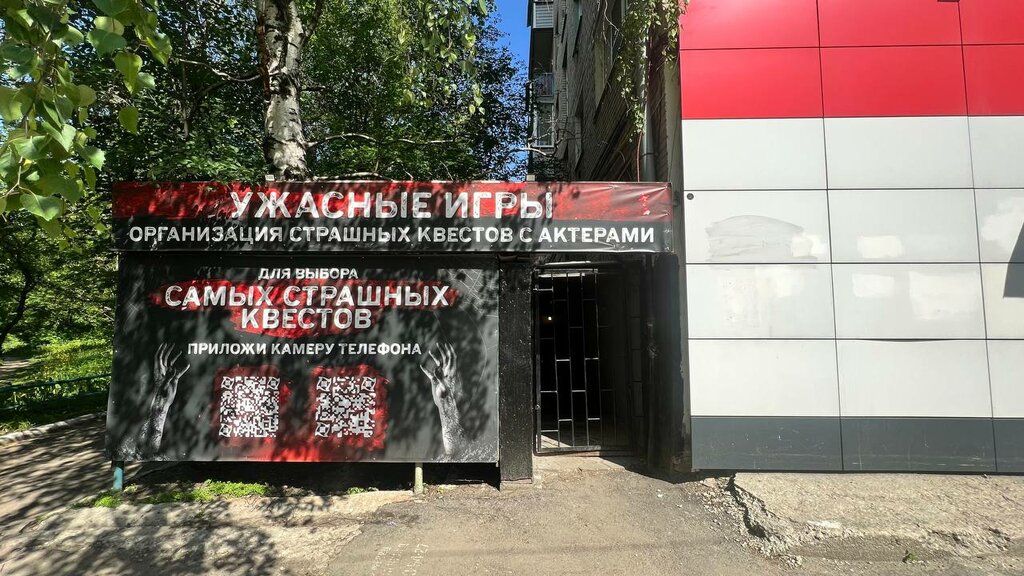 УЖАСНЫЕ ИГРЫ
ОРГАНИЗАЦИЯ СТРАШНЫХ КВЕСТОВ С АКТЕРАМИ
ДЛЯ ВЫБОРА
САМЫХ СТРАШНЫХ
КВЕСТОВ
ПРИЛОЖИ КАМЕРУ ТЕЛЕФОНА